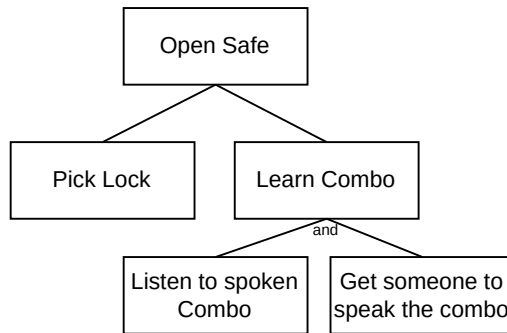 Open Safe
Pick Lock
Learn Combo
and
Listen to spoken
Combo
Get someone to
speak the combo